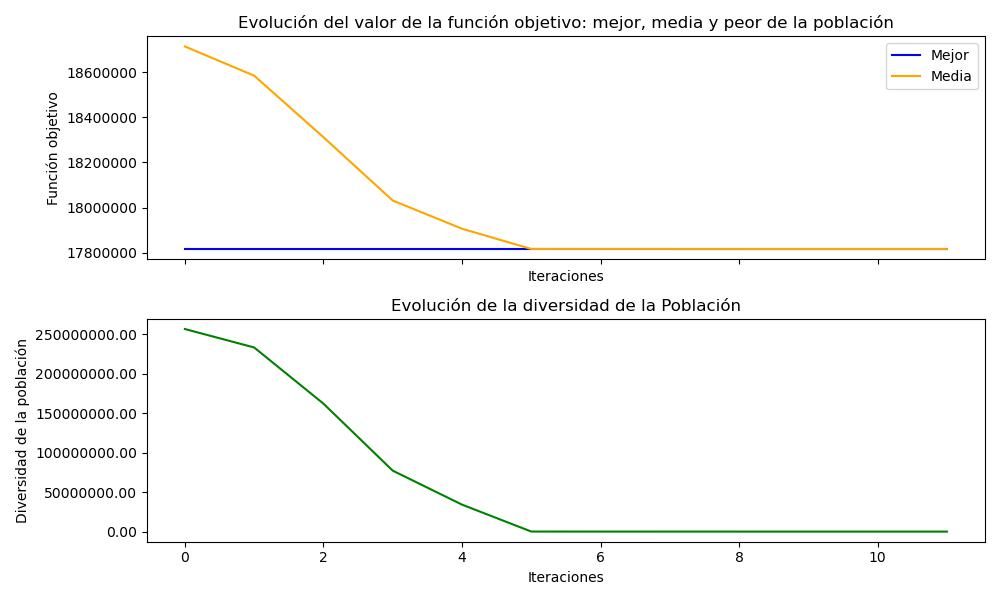 Evolución del valor de la función objetivo: mejor, media y peor de la población
Función objetivo
18600000
18400000
18200000
18000000
17800000
Mejor
Media
Iteraciones
Evolución de la diversidad de la Población
Diversidad de la población
250000000.00
200000000.00
150000000.00
100000000.00
50000000.00
0.00
0 2 4 6 8 10
Iteraciones